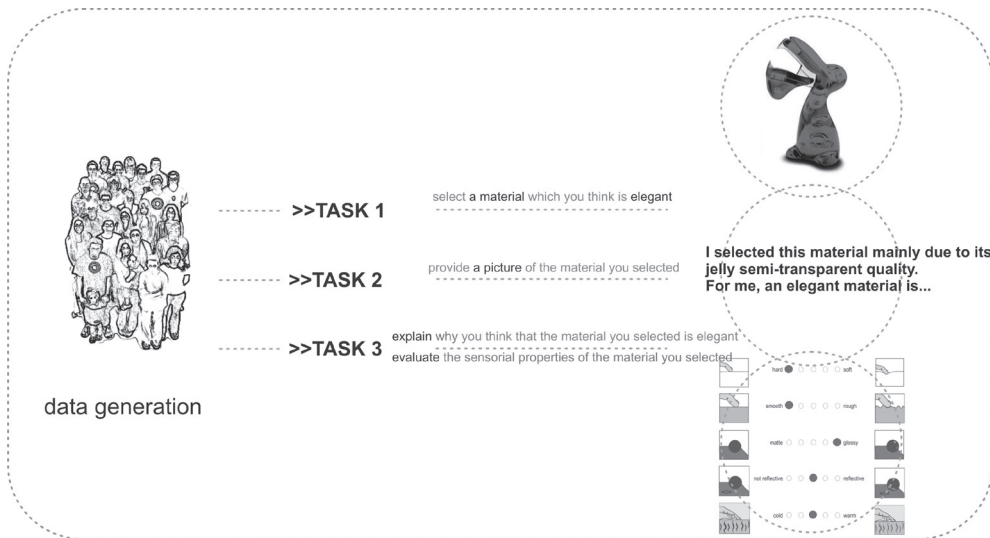 >>TASK 1
select a material which you think is elegant
>>TASK 2
provide a picture of the material you selected
>>TASK 3
explain why you think that the material you selected is elegant
evaluate the sensorial properties of the material you selected
data generation
I selected this material mainly due to its
jelly semi-transparent quality.
For me, an elegant material is...
hard soft
smooth rough
matte glossy
not reflective reflective
cold warm